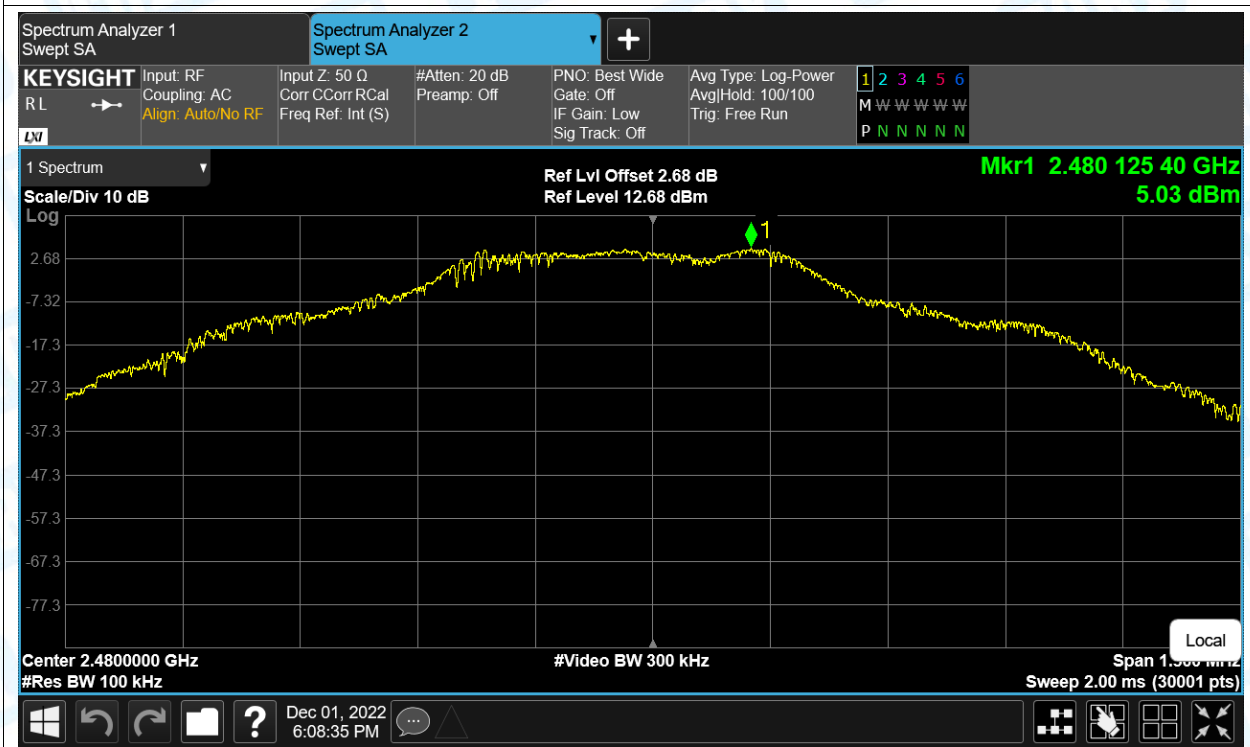 Spectrum Analyzer 1
Swept SA
Spectrum Analyzer 2
Swept SA
KEYSIGHT
R L
LXI
Input: RF
Coupling: AC
Align: Auto/No RF
Input Z: 50 Ω
Corr CCorr RCal
Freq Ref: Int (S)
#Atten: 20 dB
Preamp: Off
PNO: Best Wide
Gate: Off
IF Gain: Low
Sig Track: Off
Avg Type: Log-Power
Avg|Hold: 100/100
Trig: Free Run
1 2 3 4 5 6
M W W W W W
P N N N N N
1 Spectrum
Scale/Div 10 dB
Log
Ref Lvl Offset 2.68 dB
Ref Level 12.68 dBm
Mkr1 2.480 125 40 GHz
5.03 dBm
1
2.68
-7.32
-17.3
-27.3
-37.3
-47.3
-57.3
-67.3
-77.3
Local
Center 2.4800000 GHz
#Video BW 300 kHz
Span
#Res BW 100 kHz
Sweep 2.00 ms (30001 pts)
?
Dec 01, 2022
6:08:35 PM